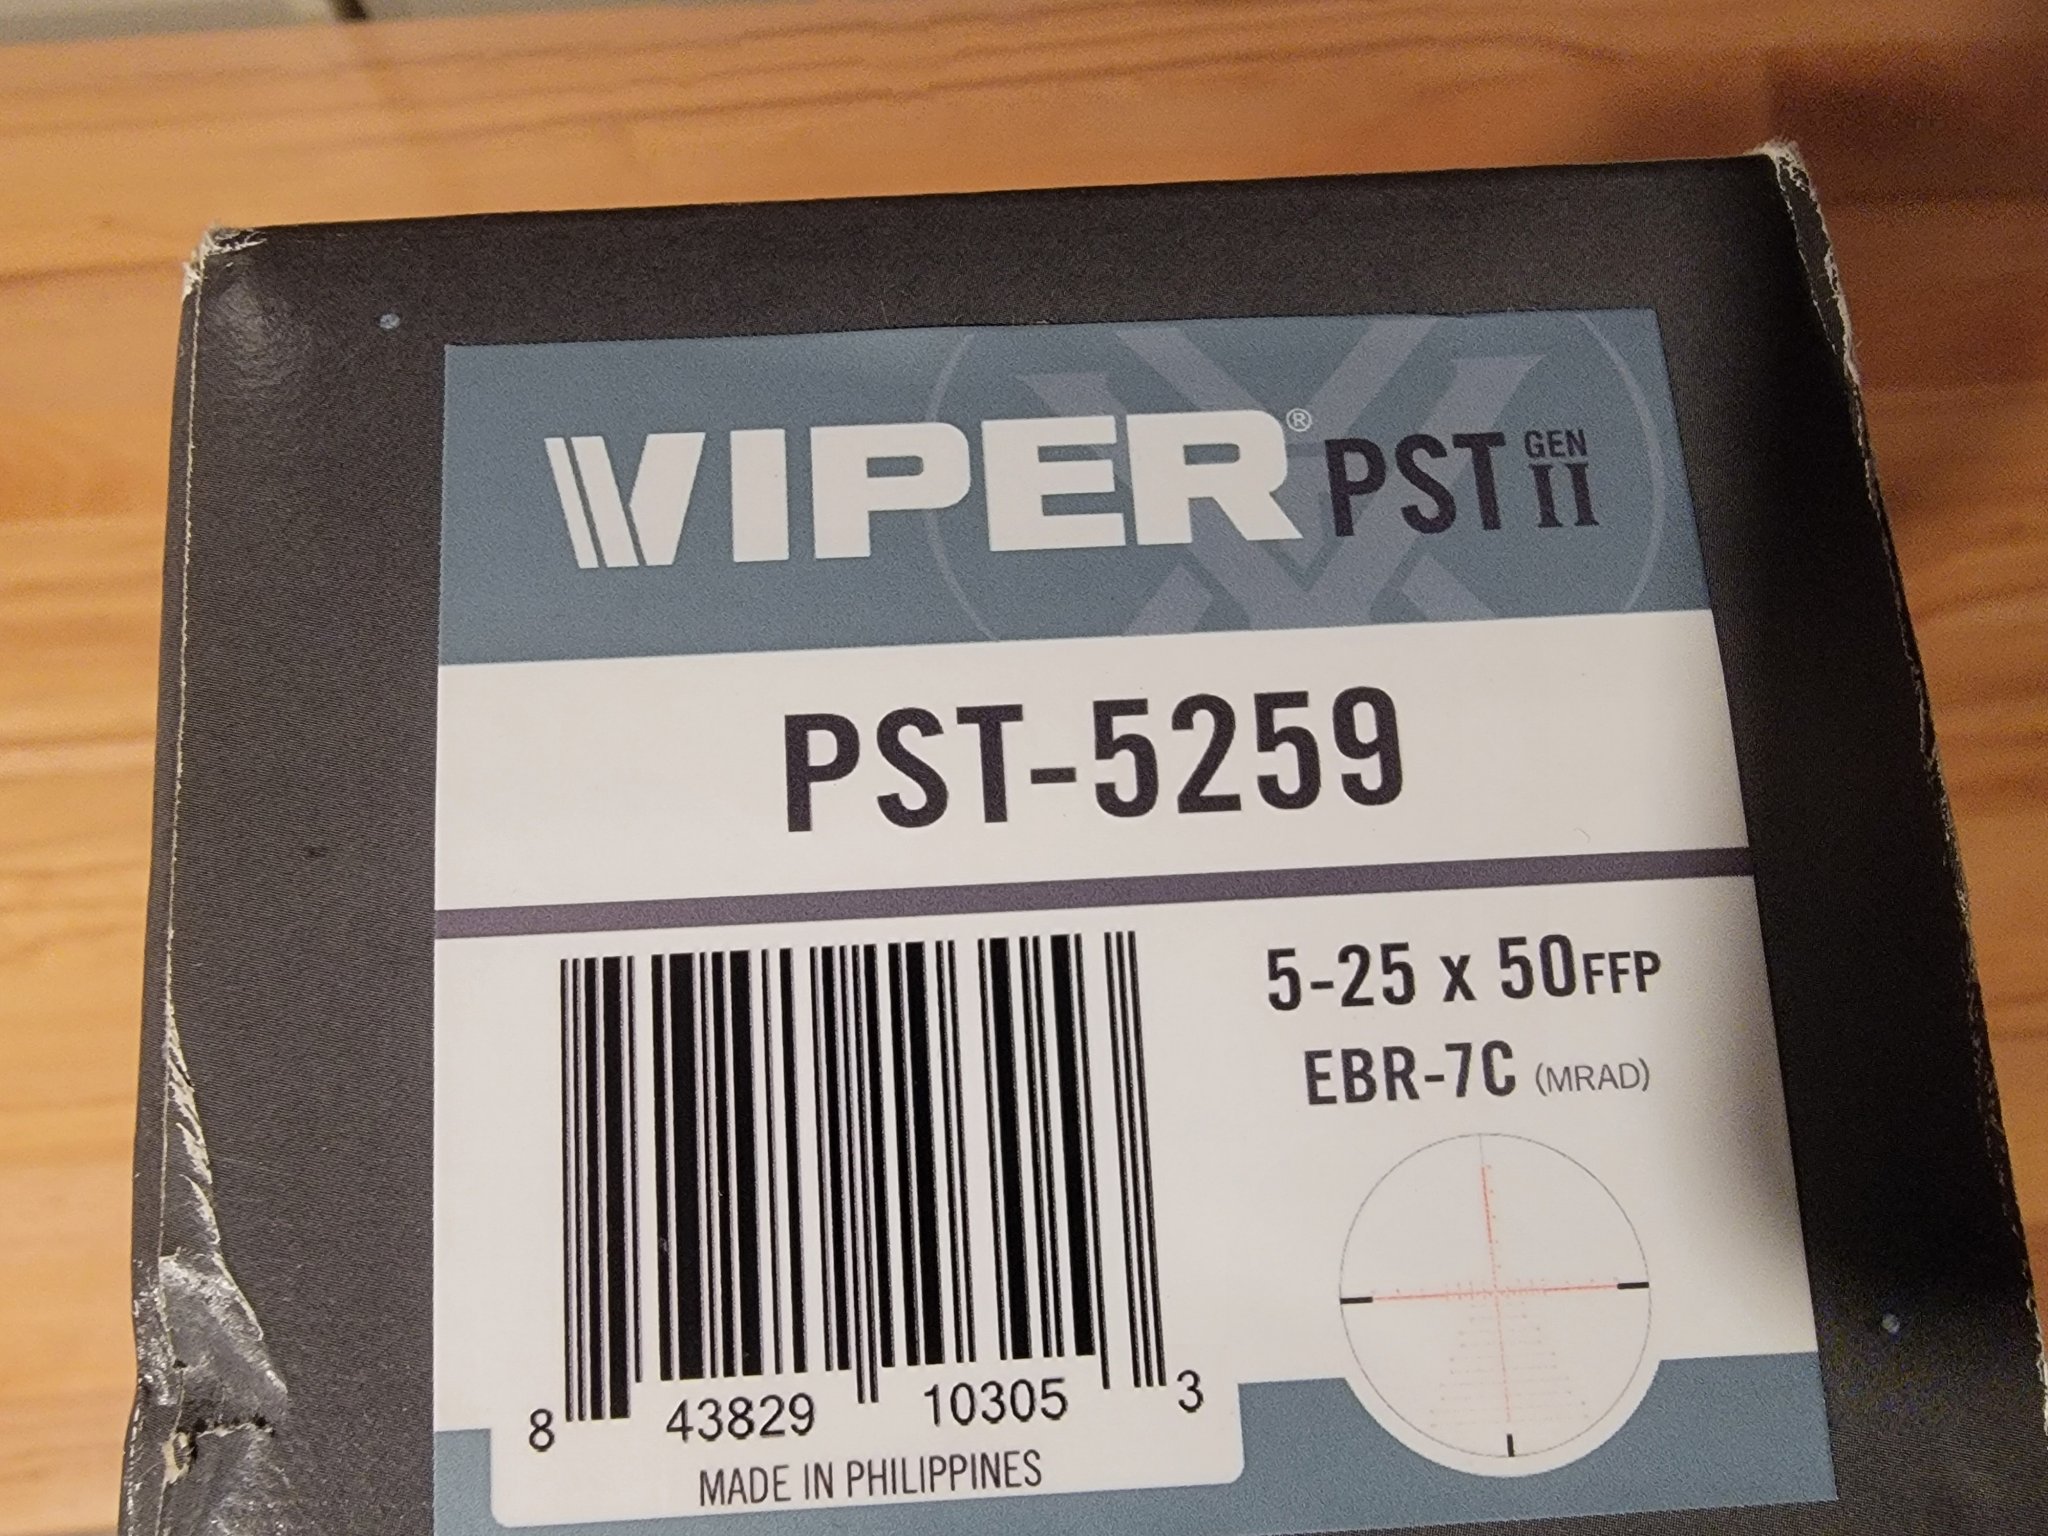 VIPER® PST GEN II
PST-5259
5-25 x 50FFP
EBR-7C (MRAD)
8 43829 10305 3
MADE IN PHILIPPINES